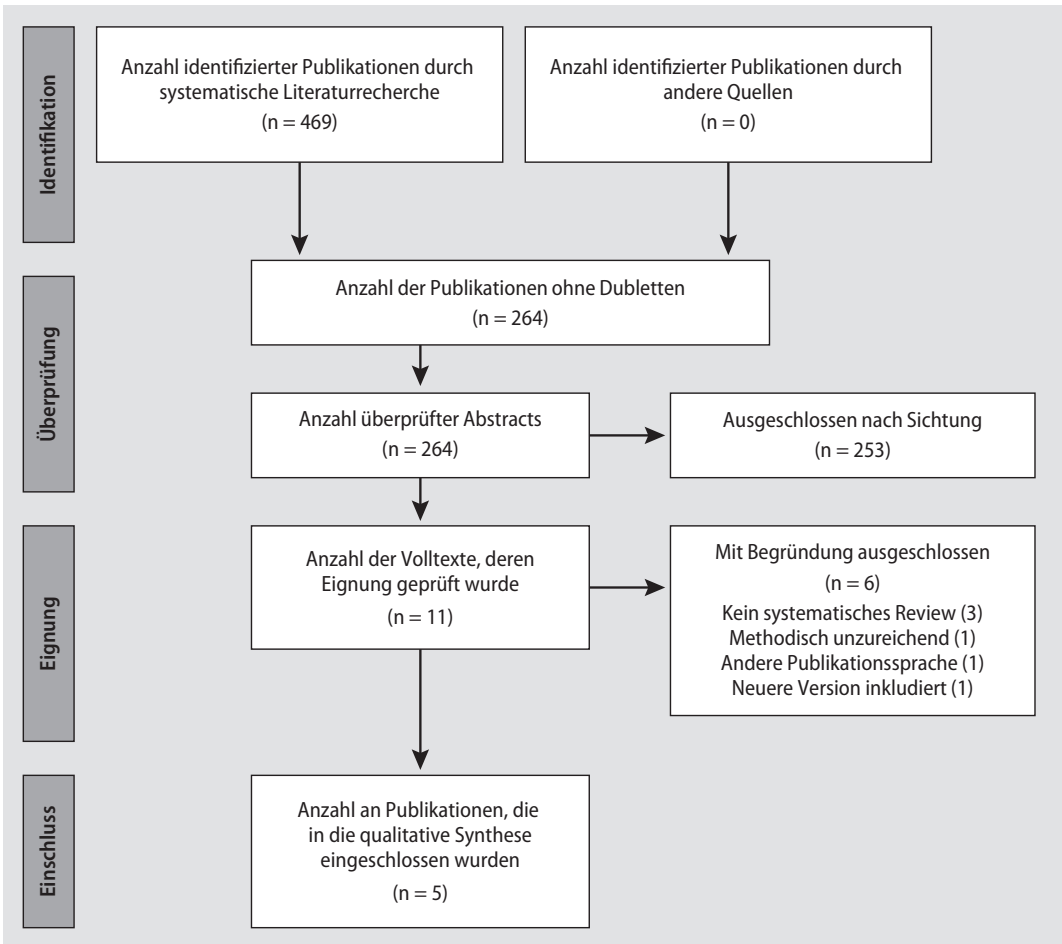 Identifikation
Anzahl identifizierter Publikationen durch
systematische Literaturrecherche
(n = 469)
Anzahl identifizierter Publikationen durch
andere Quellen
(n = 0)
Überprüfung
Anzahl der Publikationen ohne Dubletten
(n = 264)
Anzahl überprüfter Abstracts
(n = 264)
Ausgeschlossen nach Sichtung
(n = 253)
Eignung
Anzahl der Volltexte, deren
Eignung geprüft wurde
(n = 11)
Mit Begründung ausgeschlossen
(n = 6)
Kein systematisches Review (3)
Methodisch unzureichend (1)
Andere Publikationssprache (1)
Neuere Version inkludiert (1)
Einschluss
Anzahl an Publikationen, die
in die qualitative Synthese
eingeschlossen wurden
(n = 5)